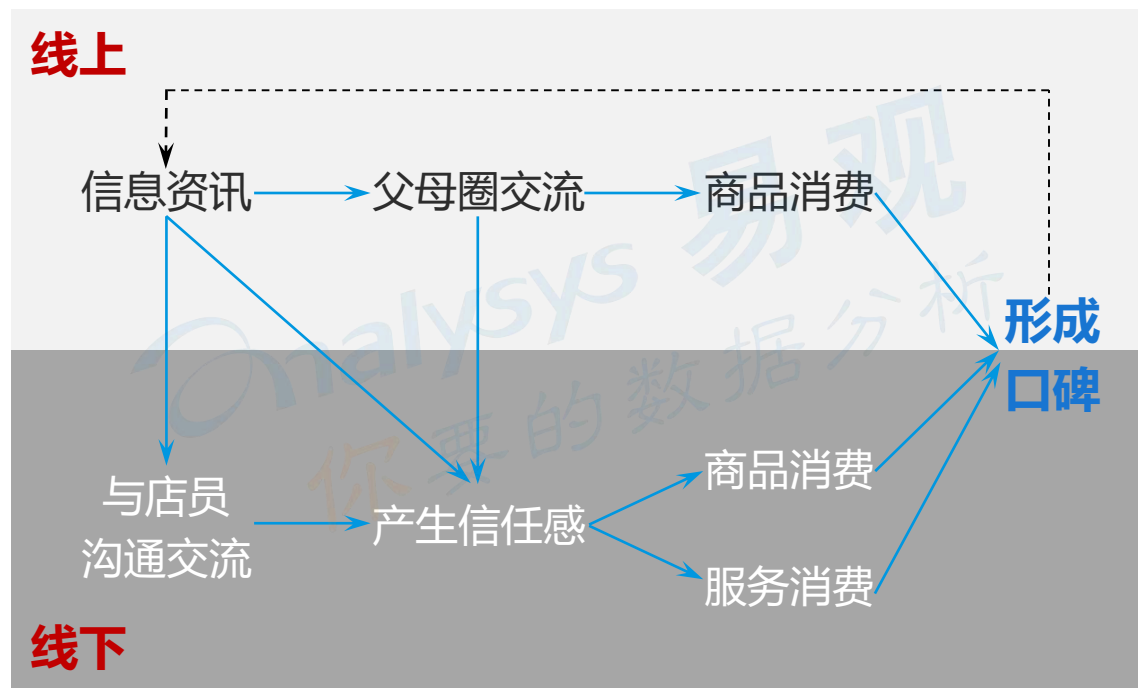 线上
信息资讯
父母圈交流
商品消费
形成
口碑
与店员
沟通交流
产生信任感
商品消费
服务消费
线下
nalysys 易观
你要的数据分析